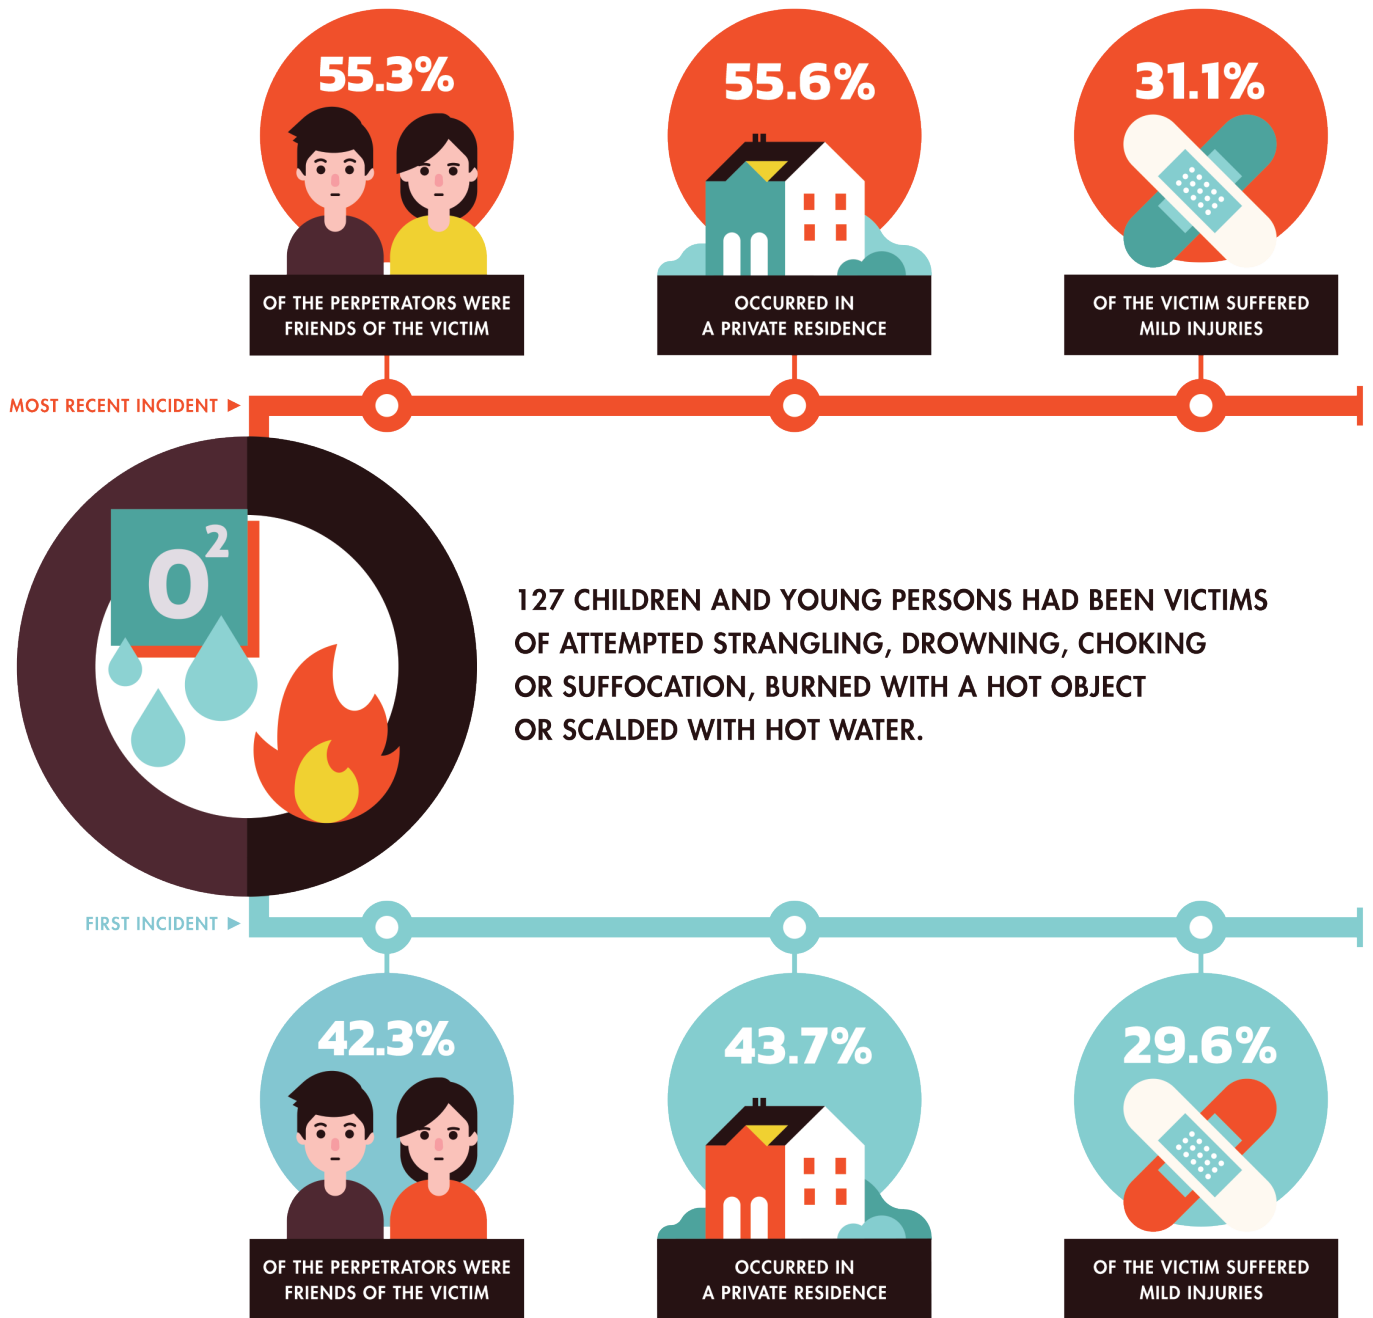 55.3%
OF THE PERPETRATORS WERE
FRIENDS OF THE VICTIM
55.6%
OCCURRED IN
A PRIVATE RESIDENCE
31.1%
OF THE VICTIM SUFFERED
MILD INJURIES
MOST RECENT INCIDENT ►
O²
127 CHILDREN AND YOUNG PERSONS HAD BEEN VICTIMS
OF ATTEMPTED STRANGLING, DROWNING, CHOKING
OR SUFFOCATION, BURNED WITH A HOT OBJECT
OR SCALDED WITH HOT WATER.
FIRST INCIDENT ►
42.3%
OF THE PERPETRATORS WERE
FRIENDS OF THE VICTIM
43.7%
OCCURRED IN
A PRIVATE RESIDENCE
29.6%
OF THE VICTIM SUFFERED
MILD INJURIES